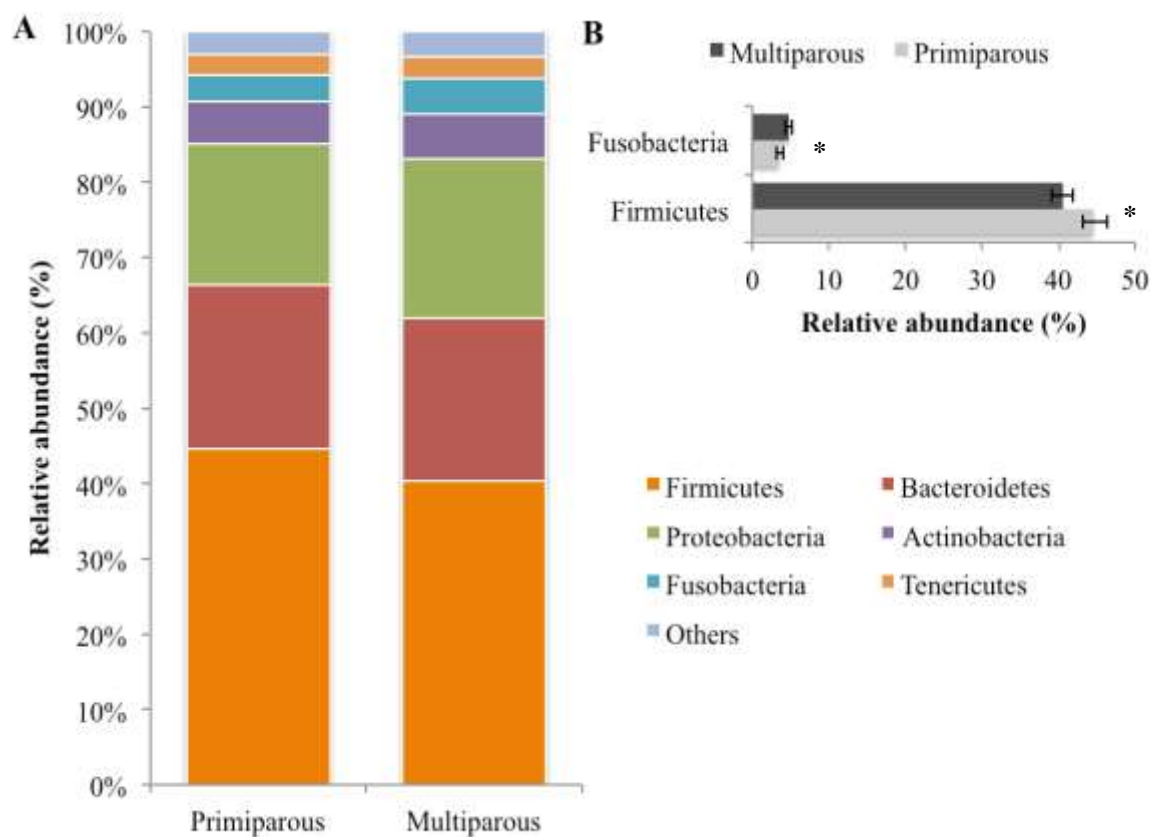 A
100%
90%
80%
70%
60%
50%
40%
30%
20%
10%
0%
Relative abundance (%)
Primiparous Multiparous
B
Multiparous Primiparous
Fusobacteria *
Firmicutes *
0 10 20 30 40 50
Relative abundance (%)
Firmicutes Bacteroidetes
Proteobacteria Actinobacteria
Fusobacteria Tenericutes
Others